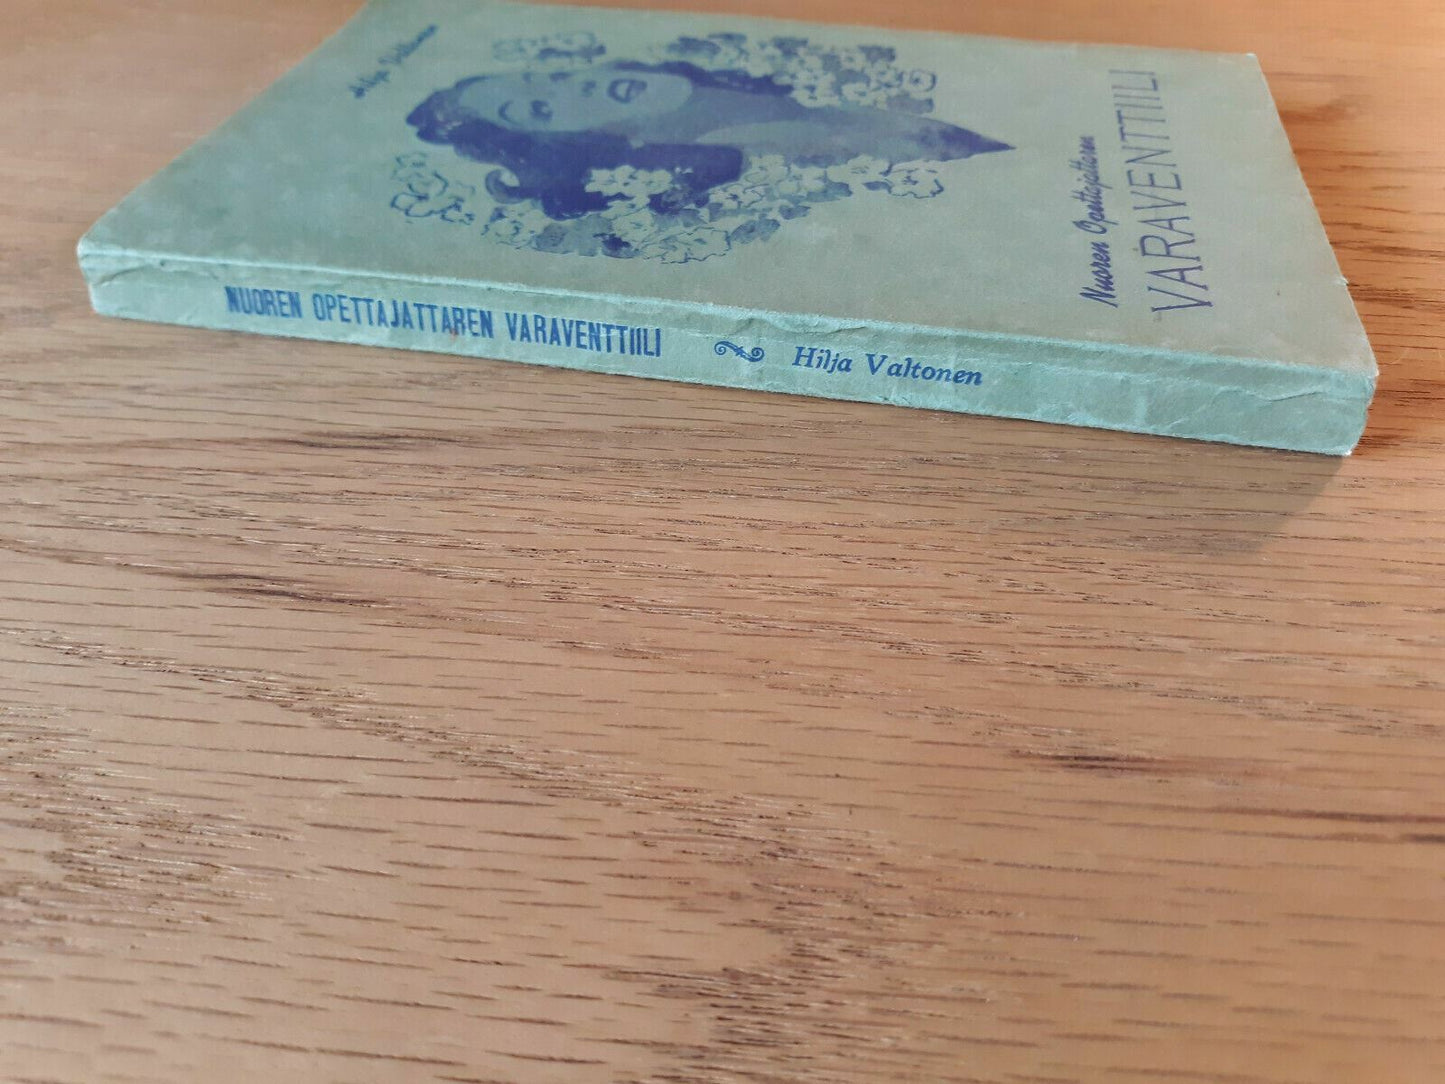 Hilja Valtonen
Nuoren Opettajattaren
VARAVENTTIILI
NUOREN OPETTAJATTAREN VARAVENTTIILI Hilja Valtonen